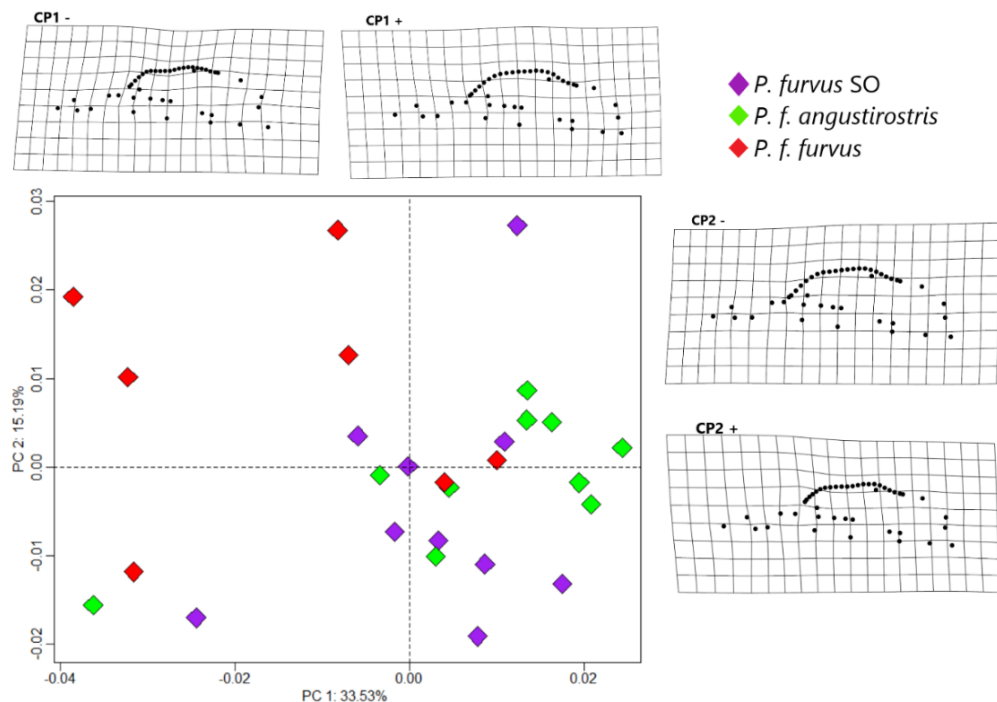 CP1 -
CP1 +
P. furvus SO
P. f. angustirostris
P. f. furvus
CP2 -
CP2 +
0.03
0.02
0.01
0.00
-0.01
-0.02
PC 2: 15.19%
-0.04
-0.02
0.00
0.02
PC 1: 33.53%